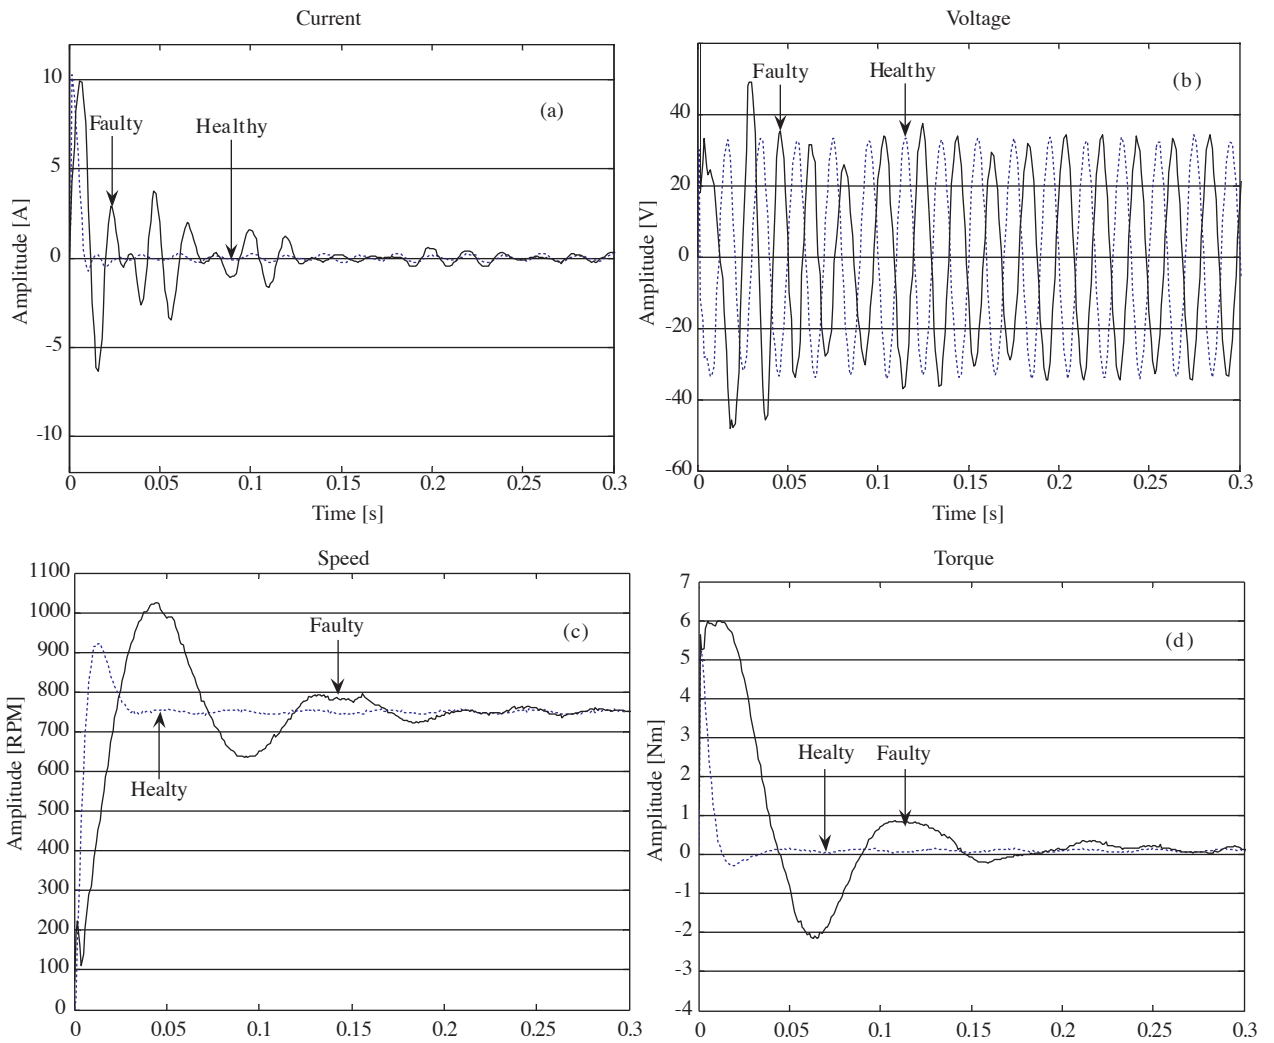 Current
10
5
0
-5
-10
Amplitude [A]
Faulty
Healthy
(a)
0 0.05 0.1 0.15 0.2 0.25 0.3
Time [s]
Voltage
40
20
0
-20
-40
-60
Amplitude [V]
Faulty
Healthy
(b)
0 0.05 0.1 0.15 0.2 0.25 0.3
Time [s]
Speed
1100
1000
900
800
700
600
500
400
300
200
100
0
Amplitude [RPM]
Faulty
Healty
(c)
0 0.05 0.1 0.15 0.2 0.25 0.3
Torque
7
6
5
4
3
2
1
0
-1
-2
-3
-4
Amplitude [Nm]
Healty
Faulty
(d)
0 0.05 0.1 0.15 0.2 0.25 0.3